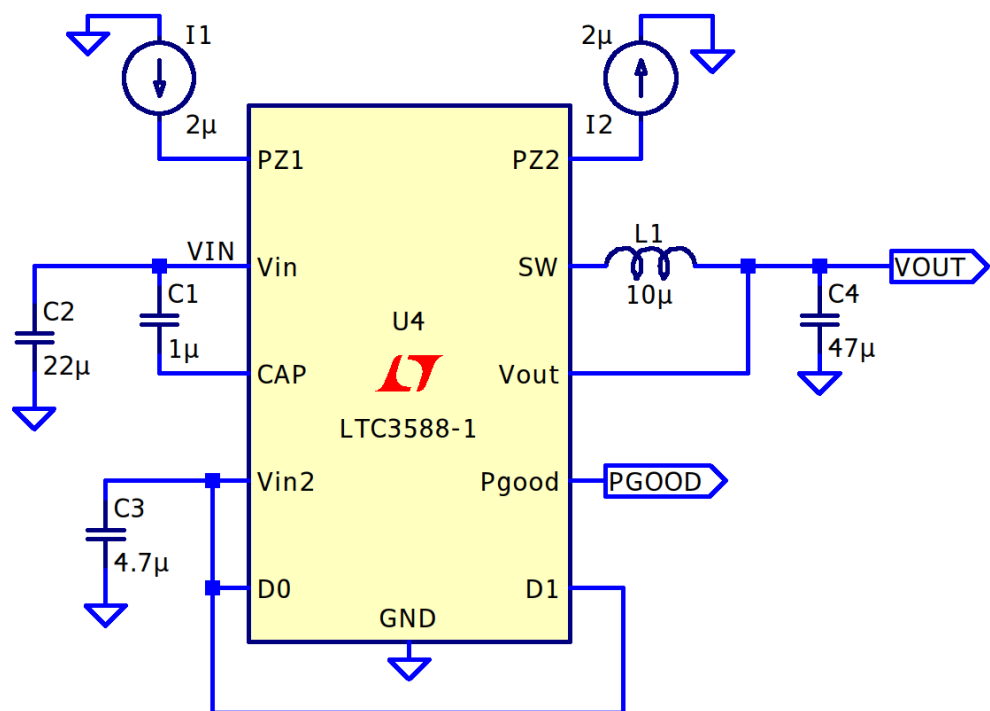 I1
2µ
2µ
I2
PZ1
PZ2
VIN
Vin
SW
L1
10µ
VOUT
C2
22µ
C1
1µ
CAP
U4
LTC3588-1
Vout
C4
47µ
Vin2
Pgood
PGOOD
C3
4.7µ
D0
D1
GND